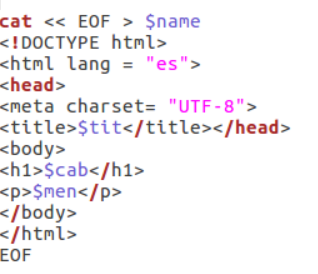 cat << EOF > $name
<!DOCTYPE html>
<html lang = "es">
<head>
<meta charset= "UTF-8">
<title>$tit</title></head>
<body>
<h1>$cab</h1>
<p>$men</p>
</body>
</html>
EOF